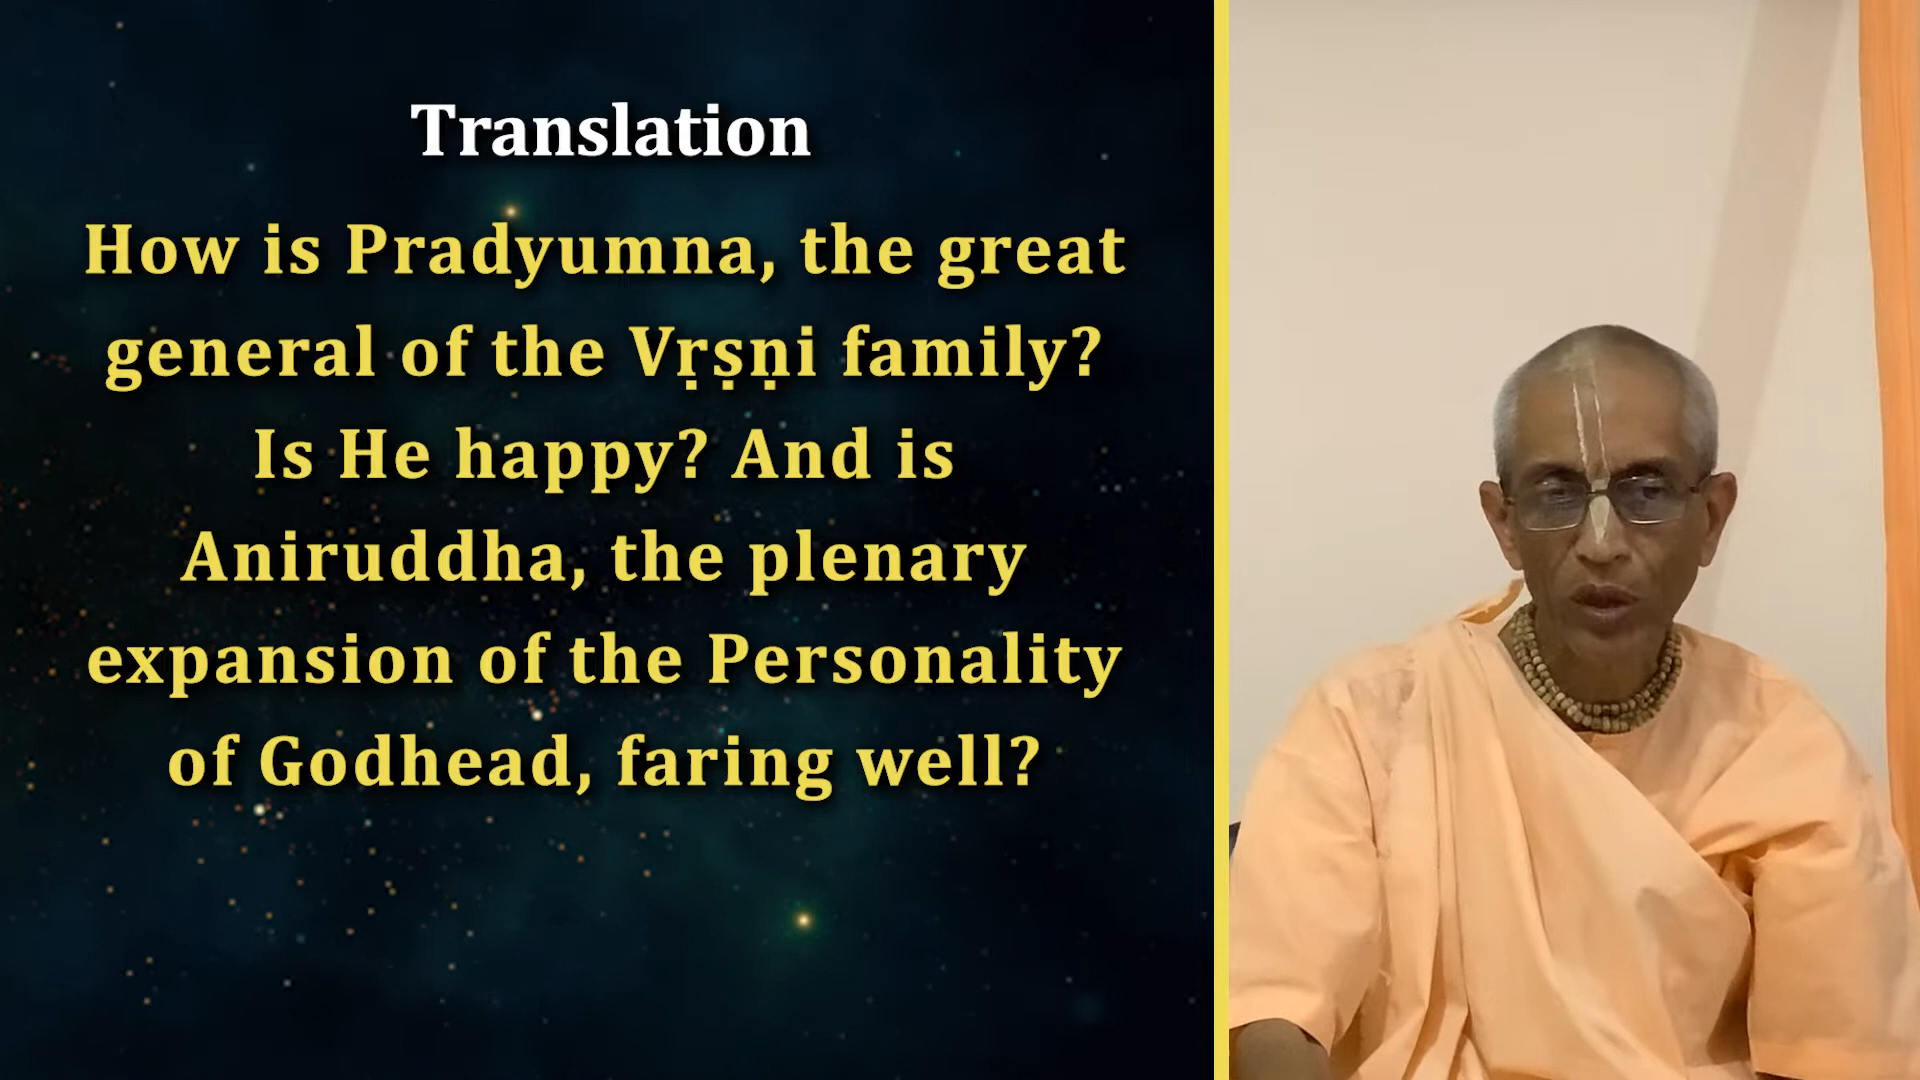 Translation
How is Pradyumna, the great
general of the Vṛṣṇi family?
Is He happy? And is
Aniruddha, the plenary
expansion of the Personality
of Godhead, faring well?